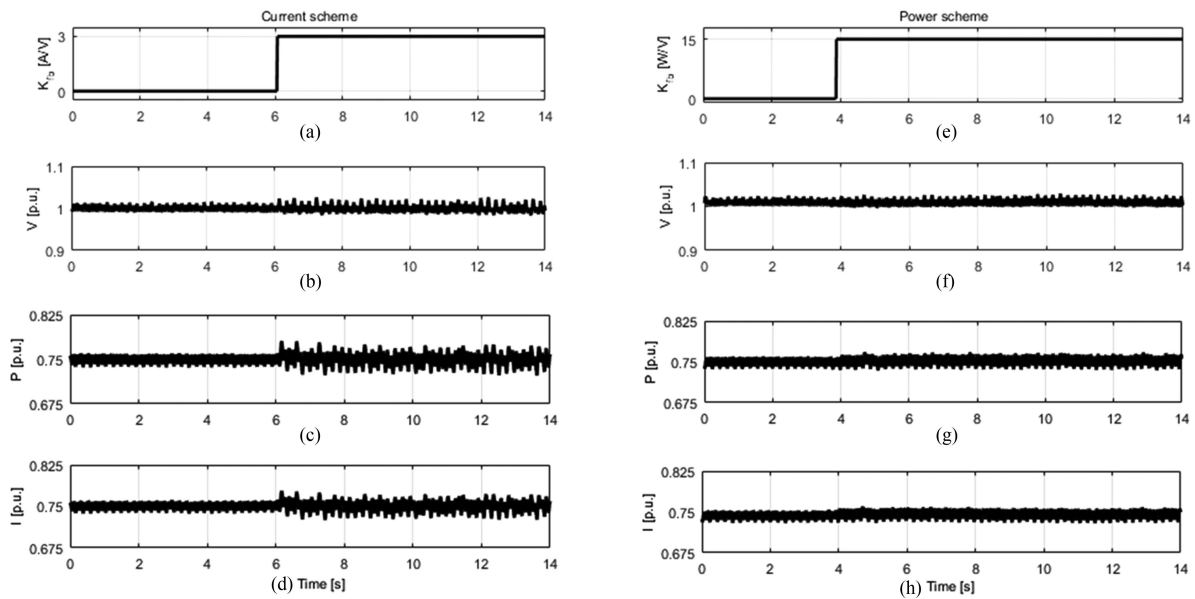 Current scheme
K_fb [A/V]
3
0
0 2 4 6 8 10 12 14
(a)
V [p.u.]
1.1
1
0.9
0 2 4 6 8 10 12 14
(b)
P [p.u.]
0.825
0.75
0.675
0 2 4 6 8 10 12 14
(c)
I [p.u.]
0.825
0.75
0.675
0 2 4 6 8 10 12 14
(d) Time [s]
Power scheme
K_fb [W/V]
15
0
0 2 4 6 8 10 12 14
(e)
V [p.u.]
1.1
1
0.9
0 2 4 6 8 10 12 14
(f)
P [p.u.]
0.825
0.75
0.675
0 2 4 6 8 10 12 14
(g)
I [p.u.]
0.825
0.75
0.675
0 2 4 6 8 10 12 14
(h) Time [s]